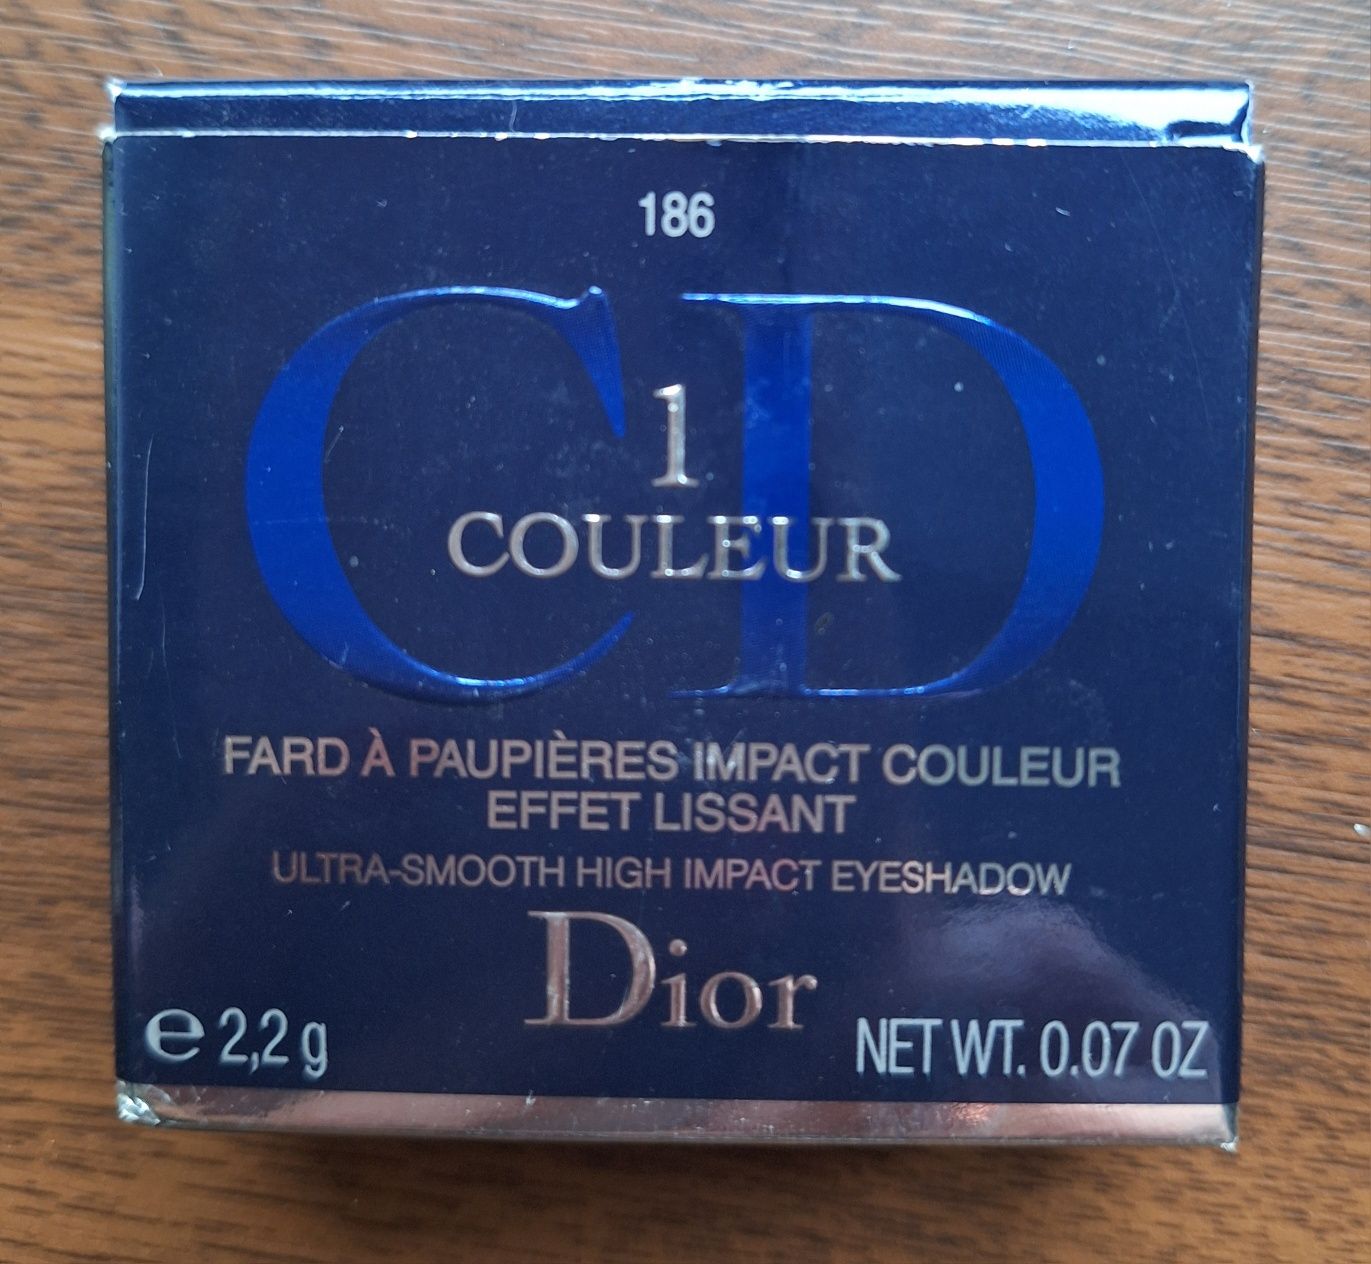 186
CD
1
COULEUR
FARD À PAUPIÈRES IMPACT COULEUR
EFFET LISSANT
ULTRA-SMOOTH HIGH IMPACT EYESHADOW
Dior
℮ 2,2 g NET WT. 0.07 OZ